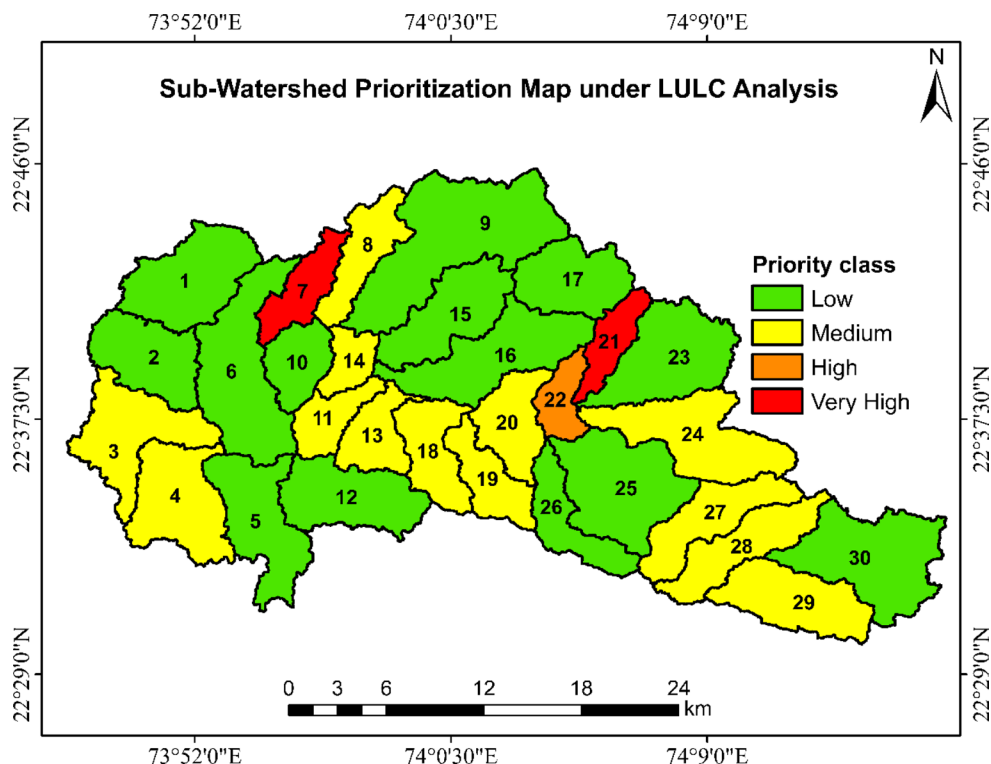 73°52'0"E 74°0'30"E 74°9'0"E
Sub-Watershed Prioritization Map under LULC Analysis
N
22°46'0"N 22°46'0"N
9
8
1
17
7
Priority class
Low
15
Medium
21
2
6
10
14
16
23
High
22
Very High
22°37'30"N 22°37'30"N
11
13
20
24
3
18
19
4
12
25
5
26
27
28
30
29
22°29'0"N 22°29'0"N
0 3 6 12 18 24
km
73°52'0"E 74°0'30"E 74°9'0"E